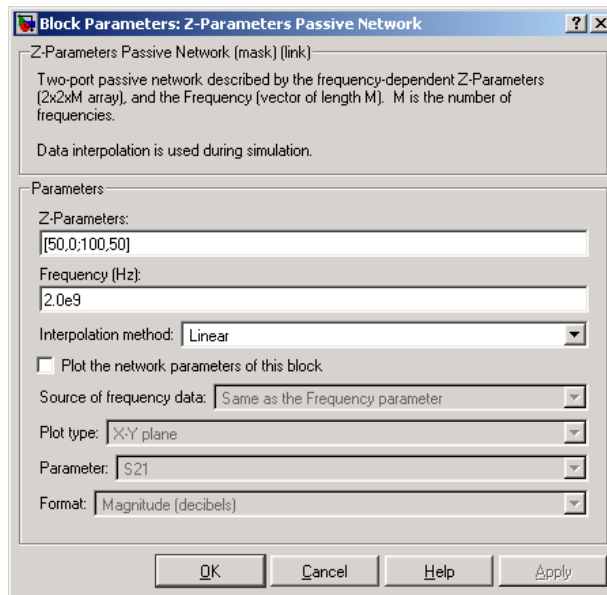 Block Parameters: Z-Parameters Passive Network
Z-Parameters Passive Network (mask) (link)
Two-port passive network described by the frequency-dependent Z-Parameters
(2x2xM array), and the Frequency (vector of length M). M is the number of
frequencies.
Data interpolation is used during simulation.
Parameters
Z-Parameters:
[50,0;100,50]
Frequency (Hz):
2.0e9
Interpolation method: Linear
Plot the network parameters of this block
Source of frequency data: Same as the Frequency parameter
Plot type: X-Y plane
Parameter: S21
Format: Magnitude (decibels)
OK Cancel Help Apply